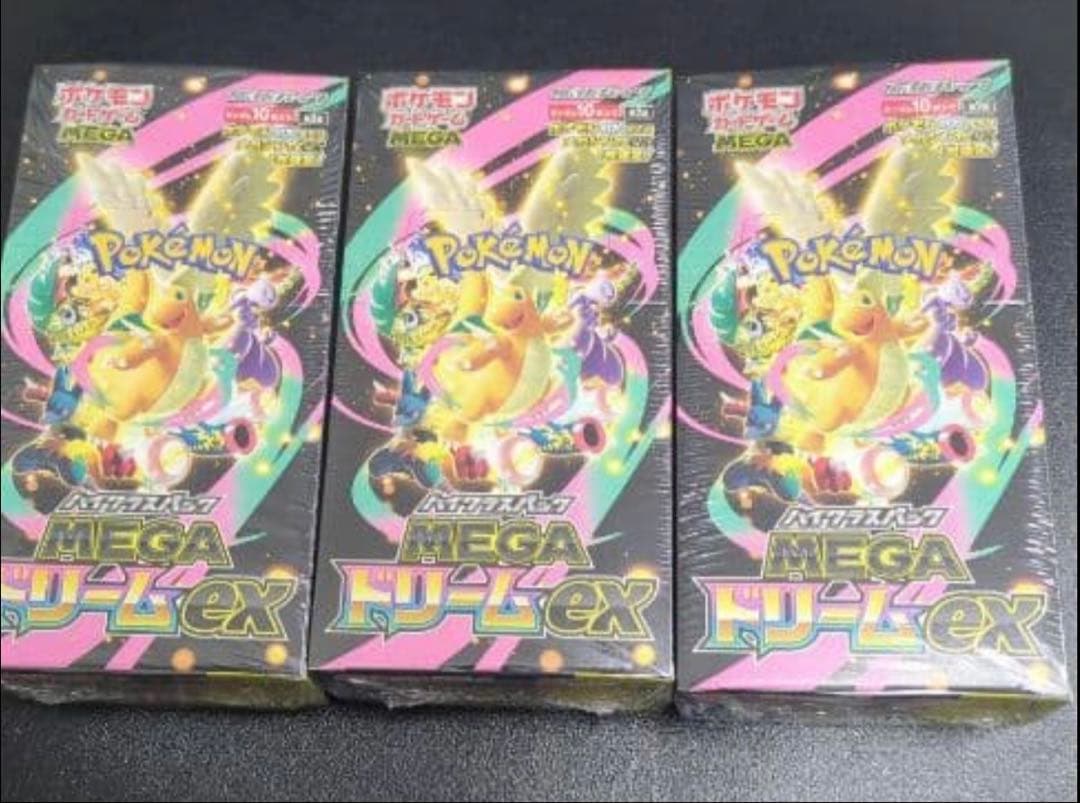 ポケモン
カードゲーム
MEGA
Pokémon
ハイクラスパック
MEGA
ドリームex
ポケモン
カードゲーム
MEGA
Pokémon
ハイクラスパック
MEGA
ドリームex
ポケモン
カードゲーム
MEGA
Pokémon
ハイクラスパック
MEGA
ドリームex